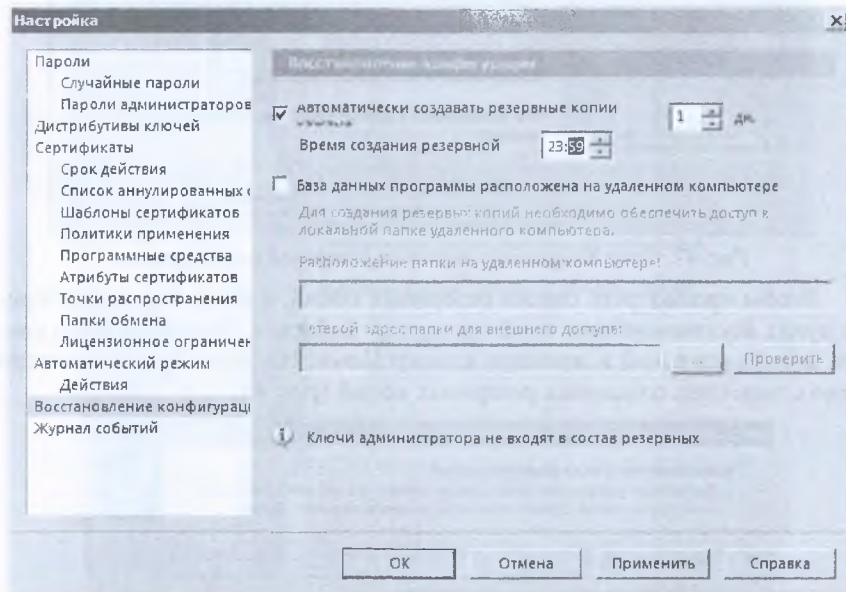 Настройка
Пароли
Случайные пароли
Пароли администраторов
Дистрибутивы ключей
Сертификаты
Срок действия
Список аннулированных с
Шаблоны сертификатов
Политики применения
Программные средства
Атрибуты сертификатов
Точки распространения
Папки обмена
Лицензионное ограничен
Автоматический режим
Действия
Восстановление конфигураци
Журнал событий
Восстановление конфигурации
Автоматически создавать резервные копии 1 дн.
Время создания резервной 23:59
База данных программы расположена на удаленном компьютере
Для создания резервных копий необходимо обеспечить доступ к
локальной папке удаленного компьютера.
Расположение папки на удаленном компьютере:
Сетевой адрес папки для внешнего доступа:
... Проверить
Ключи администратора не входят в состав резервных
OK Отмена Применить Справка